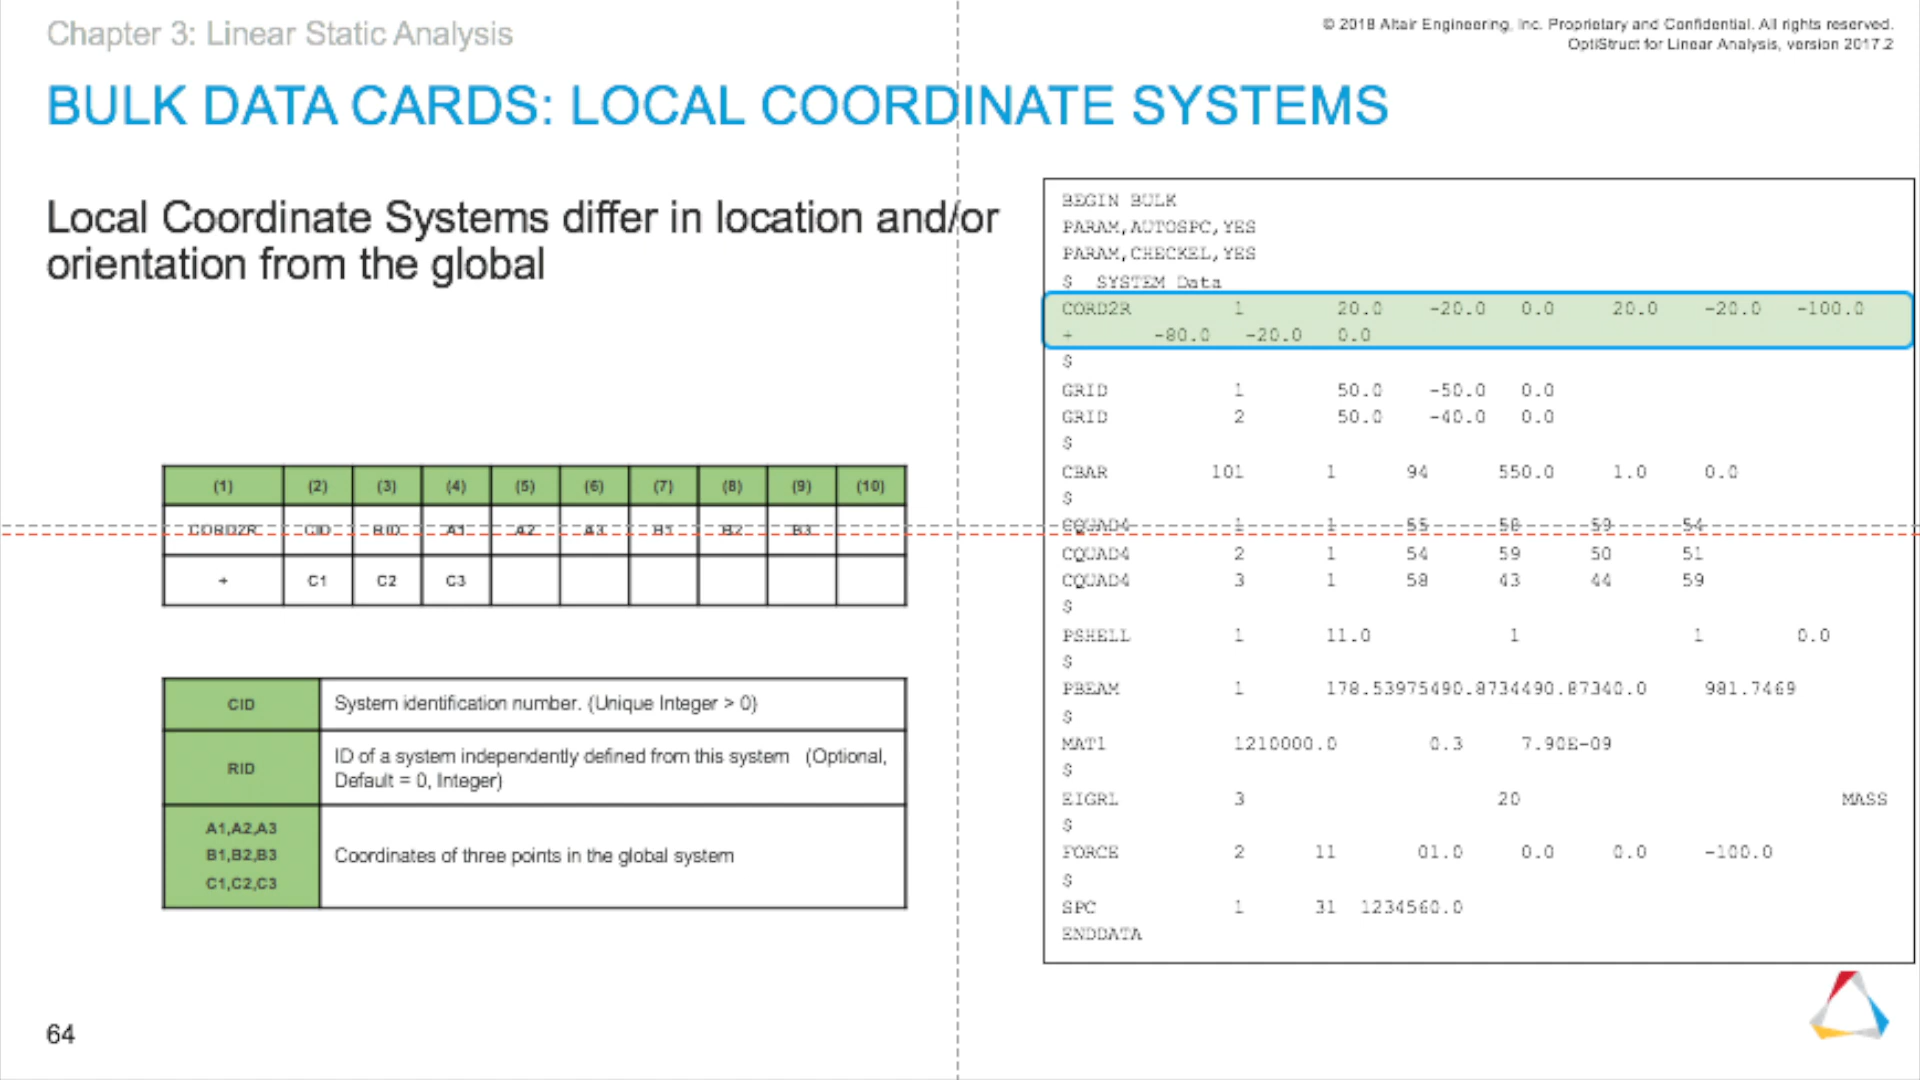 Chapter 3: Linear Static Analysis
© 2018 Altair Engineering, Inc. Proprietary and Confidential. All rights reserved.
OptiStruct for Linear Analysis, version 2017.2
BULK DATA CARDS: LOCAL COORDINATE SYSTEMS
Local Coordinate Systems differ in location and/or
orientation from the global
(1) (2) (3) (4) (5) (6) (7) (8) (9) (10)
CORD2R CID RID A1 A2 A3 B1 B2 B3
+ C1 C2 C3
CID System identification number. (Unique Integer > 0)
RID ID of a system independently defined from this system (Optional,
Default = 0, Integer)
A1,A2,A3
B1,B2,B3
C1,C2,C3
Coordinates of three points in the global system
BEGIN BULK
PARAM,AUTOSPC,YES
PARAM,CHECKEL,YES
$ SYSTEM Data
CORD2R 1 20.0 -20.0 0.0 20.0 -20.0 -100.0
+ -80.0 -20.0 0.0
$
GRID 1 50.0 -50.0 0.0
GRID 2 50.0 -40.0 0.0
$
CBAR 101 1 94 550.0 1.0 0.0
$
CQUAD4 1 1 55 58 59 54
CQUAD4 2 1 54 59 50 51
CQUAD4 3 1 58 43 44 59
$
PSHELL 1 11.0 1 1 0.0
$
PBEAM 1 178.53975490.8734490.87340.0 981.7469
$
MAT1 1210000.0 0.3 7.90E-09
$
EIGRL 3 20 MASS
$
FORCE 2 11 01.0 0.0 0.0 -100.0
$
SPC 1 31 1234560.0
ENDDATA
64